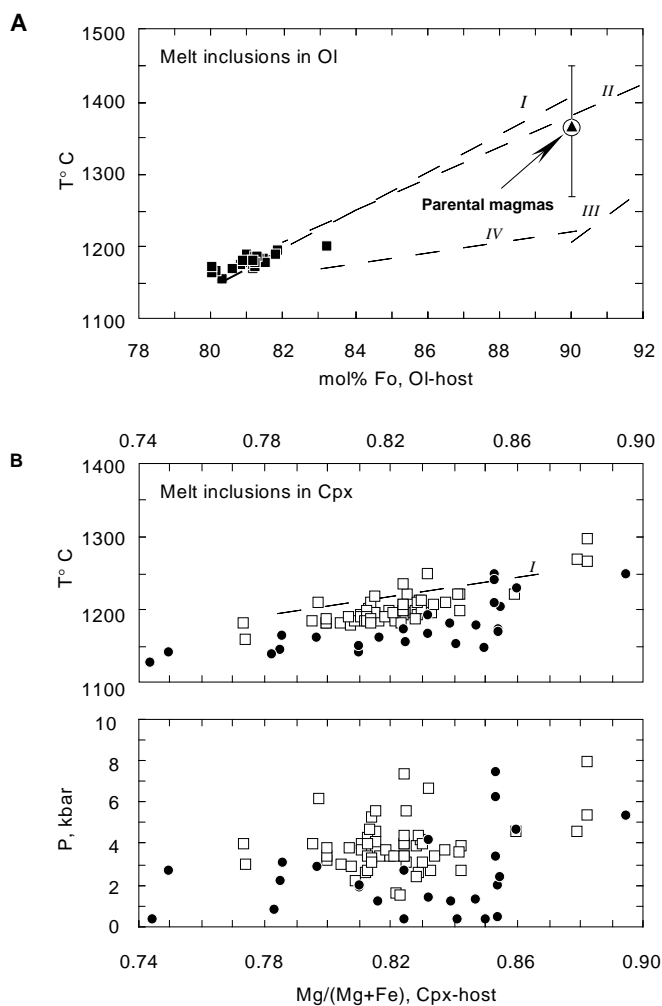 A
Melt inclusions in Ol
1500
1400
1300
1200
1100
T° C
I
II
III
IV
Parental magmas
78 80 82 84 86 88 90 92
mol% Fo, Ol-host
0.74 0.78 0.82 0.86 0.90
B
Melt inclusions in Cpx
1400
1300
1200
1100
T° C
I
10
8
6
4
2
0
P, kbar
0.74 0.78 0.82 0.86 0.90
Mg/(Mg+Fe), Cpx-host